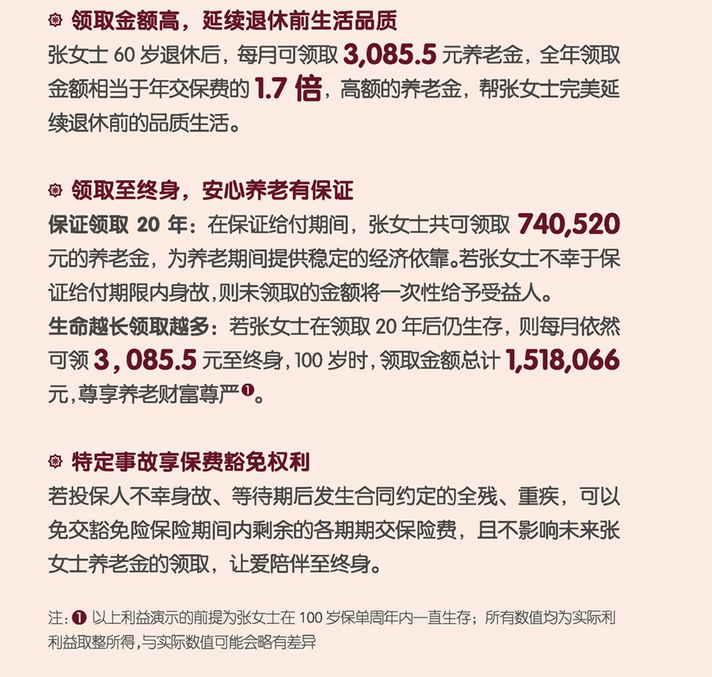 领取金额高，延续退休前生活品质
张女士 60 岁退休后，每月可领取 3,085.5 元养老金，全年领取
金额相当于年交保费的 1.7 倍，高额的养老金，帮张女士完美延
续退休前的品质生活。
领取至终身，安心养老有保证
保证领取 20 年：在保证给付期间，张女士共可领取 740,520
元的养老金，为养老期间提供稳定的经济依靠。若张女士不幸于保
证给付期限内身故,则未领取的金额将一次性给予受益人。
生命越长领取越多：若张女士在领取 20 年后仍生存，则每月依然
可领 3,085.5 元至终身,100 岁时,领取金额总计 1,518,066
元,尊享养老财富尊严❶。
特定事故享保费豁免权利
若投保人不幸身故、等待期后发生合同约定的全残、重疾，可以
免交豁免险保险期间内剩余的各期期交保险费，且不影响未来张
女士养老金的领取，让爱陪伴至终身。
注：❶ 以上利益演示的前提为张女士在 100 岁保单周年内一直生存；所有数值均为实际利
利益取整所得,与实际数值可能会略有差异